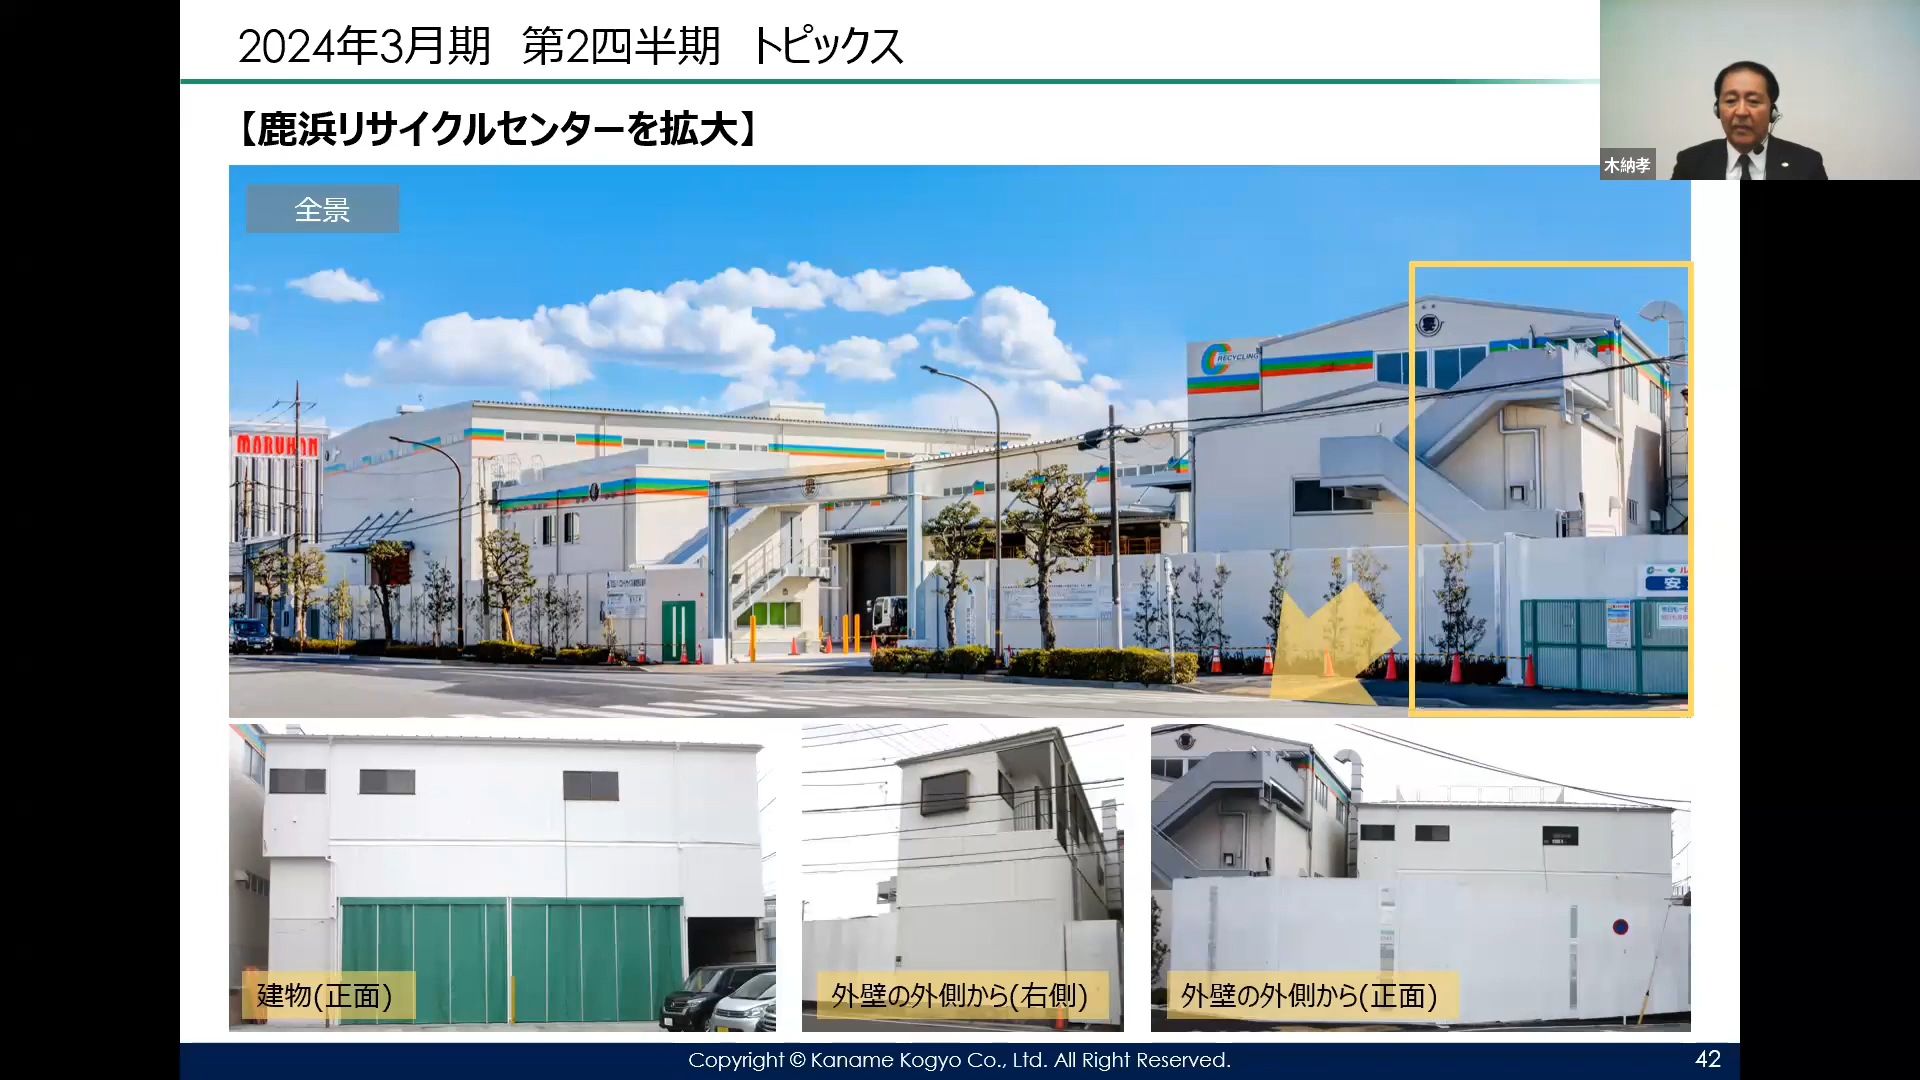 2024年3月期　第2四半期　トピックス
木納孝
【鹿浜リサイクルセンターを拡大】
全景
RECYCLING
MARUHAN
安
建物(正面)
外壁の外側から(右側)
外壁の外側から(正面)
Copyright © Kaname Kogyo Co., Ltd. All Right Reserved.
42